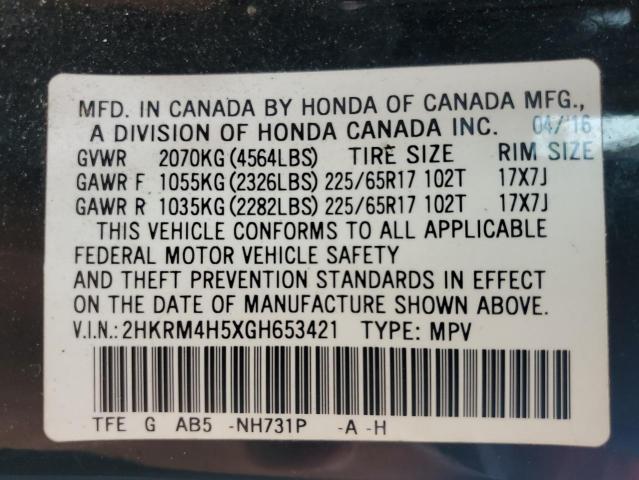 MFD. IN CANADA BY HONDA OF CANADA MFG.,
A DIVISION OF HONDA CANADA INC. 04/16
GVWR 2070KG(4564LBS) TIRE SIZE RIM SIZE
GAWR F 1055KG(2326LBS) 225/65R17 102T 17X7J
GAWR R 1035KG(2282LBS) 225/65R17 102T 17X7J
THIS VEHICLE CONFORMS TO ALL APPLICABLE
FEDERAL MOTOR VEHICLE SAFETY
AND THEFT PREVENTION STANDARDS IN EFFECT
ON THE DATE OF MANUFACTURE SHOWN ABOVE.
V.I.N.:2HKRM4H5XGH653421 TYPE: MPV
TFE G AB5 -NH731P -A -H